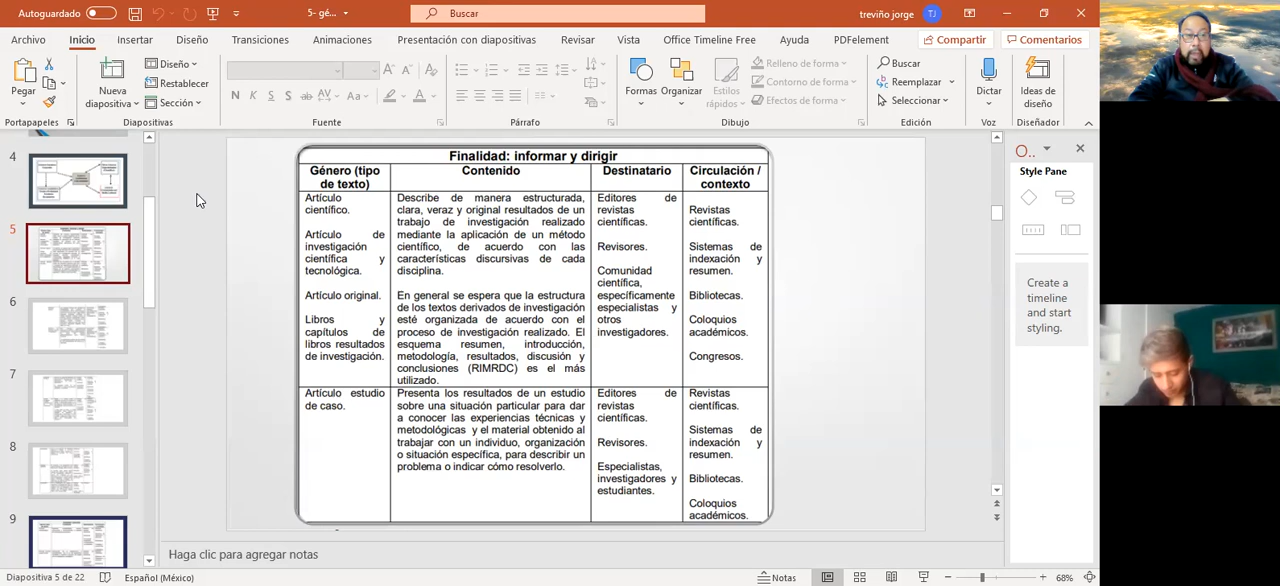 Autoguardado
5- gé...
Buscar
treviño jorge
TJ
Archivo
Inicio
Insertar
Diseño
Transiciones
Animaciones
Presentación con diapositivas
Revisar
Vista
Office Timeline Free
Ayuda
PDFelement
Compartir
Comentarios
Pegar
Nueva
diapositiva
Diseño
Restablecer
Sección
N K S S ab AV Aa A
Formas
Organizar
Estilos
rápidos
Relleno de forma
Contorno de forma
Efectos de forma
Buscar
Reemplazar
Seleccionar
Dictar
Ideas de
diseño
Portapapeles
Diapositivas
Fuente
Párrafo
Dibujo
Edición
Voz
Diseñador
4
5
6
7
8
9
Finalidad: informar y dirigir
Género (tipo
de texto)
Contenido
Destinatario
Circulación /
contexto
Artículo
científico.
Artículo de
investigación
científica y
tecnológica.
Artículo original.
Libros y
capítulos de
libros resultados
de investigación.
Describe de manera estructurada,
clara, veraz y original resultados de un
trabajo de investigación realizado
mediante la aplicación de un método
científico, de acuerdo con las
características discursivas de cada
disciplina.
En general se espera que la estructura
de los textos derivados de investigación
esté organizada de acuerdo con el
proceso de investigación realizado. El
esquema resumen, introducción,
metodología, resultados, discusión y
conclusiones (RIMRDC) es el más
utilizado.
Editores de
revistas
científicas.
Revisores.
Comunidad
científica,
específicamente
especialistas y
otros
investigadores.
Revistas
científicas.
Sistemas de
indexación y
resumen.
Bibliotecas.
Coloquios
académicos.
Congresos.
Artículo estudio
de caso.
Presenta los resultados de un estudio
sobre una situación particular para dar
a conocer las experiencias técnicas y
metodológicas y el material obtenido al
trabajar con un individuo, organización
o situación específica, para describir un
problema o indicar cómo resolverlo.
Editores de
revistas
científicas.
Revisores.
Especialistas,
investigadores y
estudiantes.
Revistas
científicas.
Sistemas de
indexación y
resumen.
Bibliotecas.
Coloquios
académicos.
O...
Style Pane
Create a
timeline
and start
styling.
Haga clic para agregar notas
Diapositiva 5 de 22
Español (México)
Notas
68%